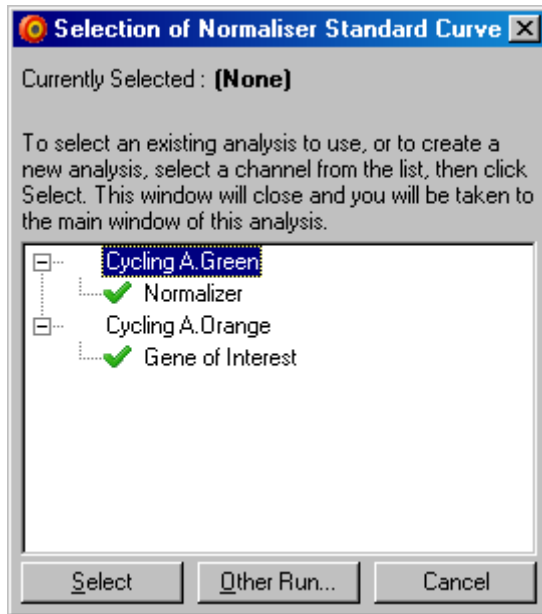 Selection of Normaliser Standard Curve
Currently Selected : (None)
To select an existing analysis to use, or to create a
new analysis, select a channel from the list, then click
Select. This window will close and you will be taken to
the main window of this analysis.
Cycling A.Green
Normalizer
Cycling A.Orange
Gene of Interest
Select Other Run... Cancel